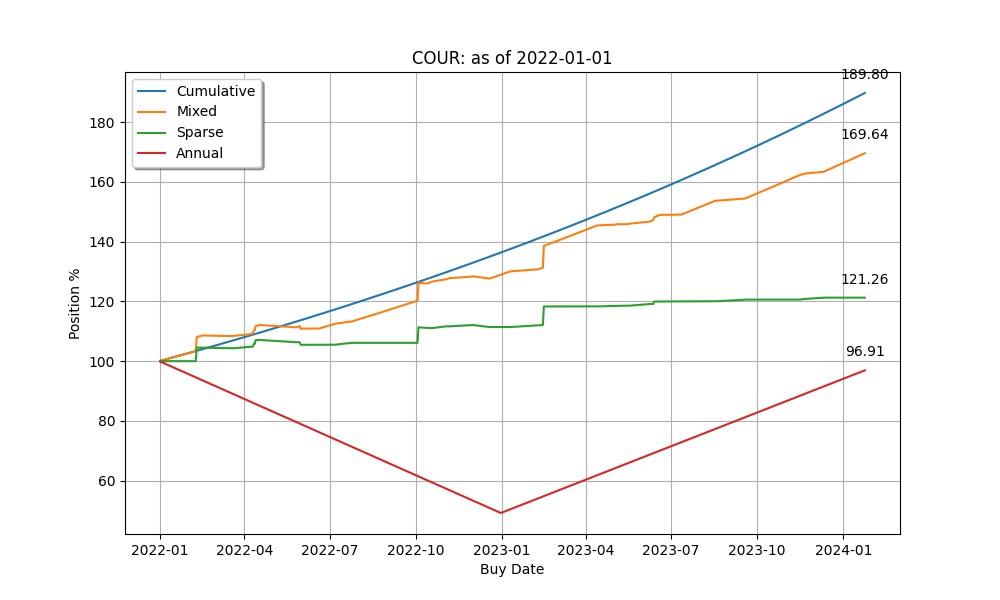 COUR: as of 2022-01-01
189.80
Cumulative
Mixed
Sparse
Annual
169.64
121.26
96.91
Position %
180
160
140
120
100
80
60
2022-01 2022-04 2022-07 2022-10 2023-01 2023-04 2023-07 2023-10 2024-01
Buy Date